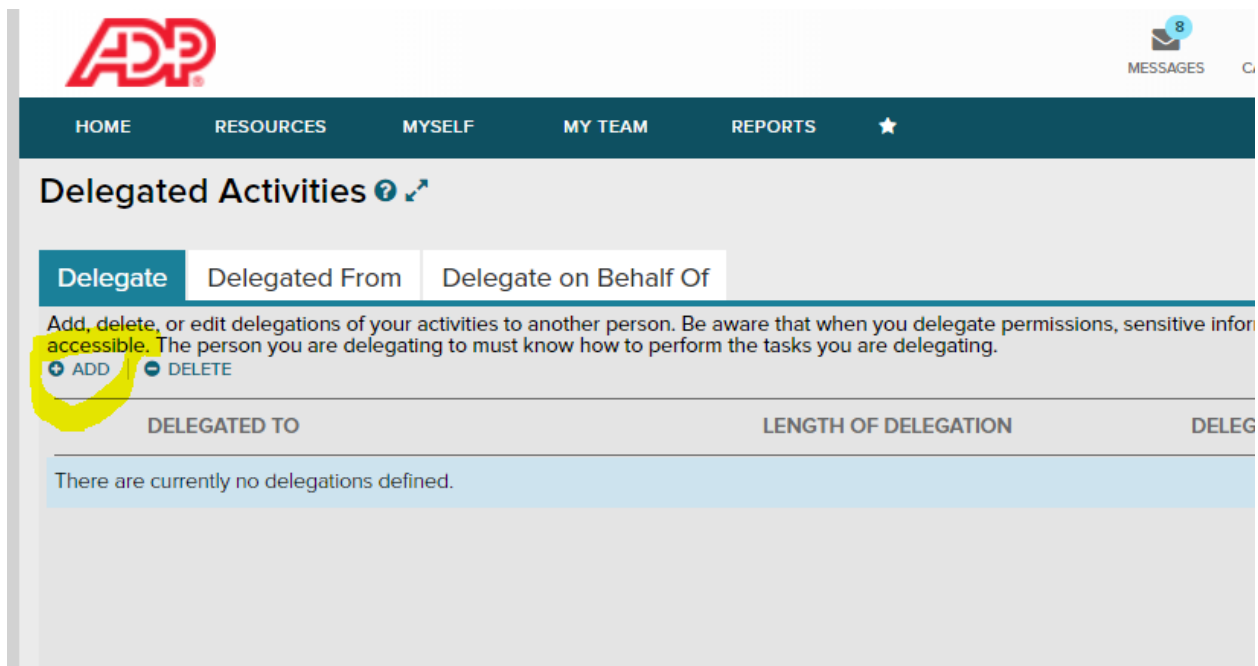 ADP
8
MESSAGES
HOME RESOURCES MYSELF MY TEAM REPORTS
Delegated Activities
Delegate Delegated From Delegate on Behalf Of
Add, delete, or edit delegations of your activities to another person. Be aware that when you delegate permissions, sensitive
accessible. The person you are delegating to must know how to perform the tasks you are delegating.
ADD | DELETE
DELEGATED TO LENGTH OF DELEGATION
There are currently no delegations defined.